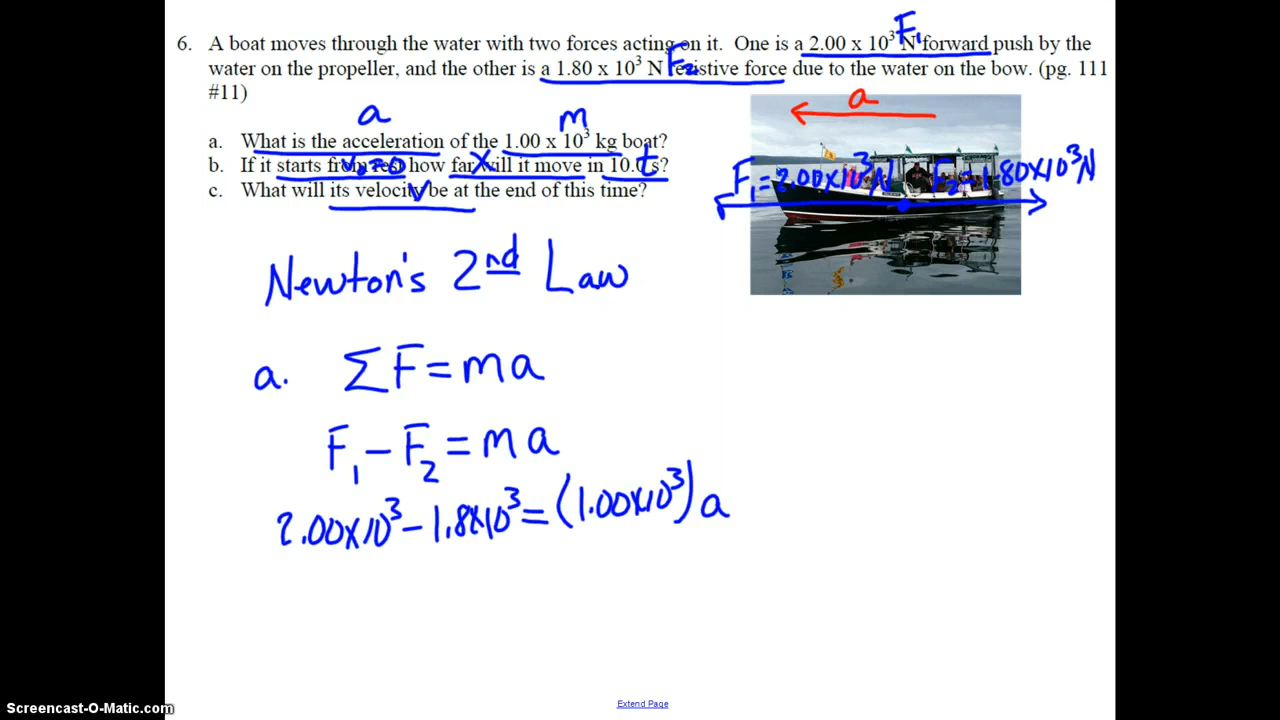 6. A boat moves through the water with two forces acting on it. One is a 2.00 x 10³ N forward push by the
F₁
water on the propeller, and the other is a 1.80 x 10³ N resistive force due to the water on the bow. (pg. 111
F₂
#11)
a
m
a
a. What is the acceleration of the 1.00 x 10³ kg boat?
b. If it starts from rest how far will it move in 10.0 s?
v₀=0
x
t
c. What will its velocity be at the end of this time?
v
F₁=2.00x10³N
F₂=1.80x10³N
Newton's 2nd Law
a. ΣF=ma
F₁-F₂=ma
2.00x10³-1.8x10³=(1.00x10³)a
Extend Page
Screencast-O-Matic.com